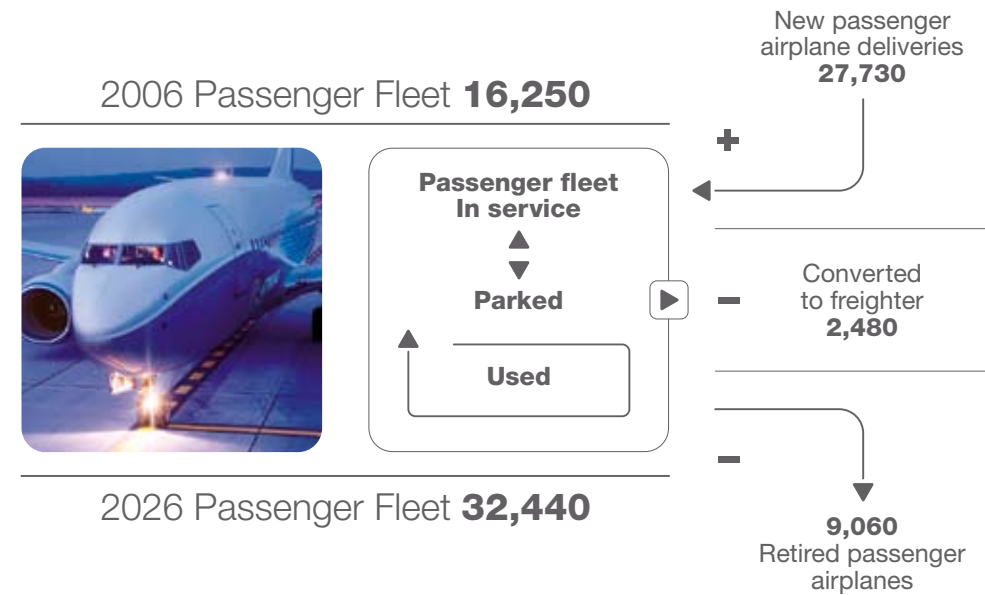 New passenger
airplane deliveries
27,730
2006 Passenger Fleet 16,250
+
Passenger fleet
In service
Parked
Used
–
Converted
to freighter
2,480
–
2026 Passenger Fleet 32,440
9,060
Retired passenger
airplanes